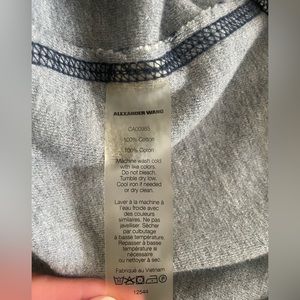 ALEXANDER WANG
CA00985
100% Cotton
100% Coton
Machine wash cold
with like colors.
Do not bleach.
Tumble dry low.
Cool iron if needed
or dry clean.
Laver à la machine à
l'eau froide avec
des couleurs
similaires. Ne pas
javelliser. Sécher
par culbutage
à basse température.
Repasser à basse
température
si nécessaire
ou nettoyer à sec.
Fabriqué au Vietnam
12544